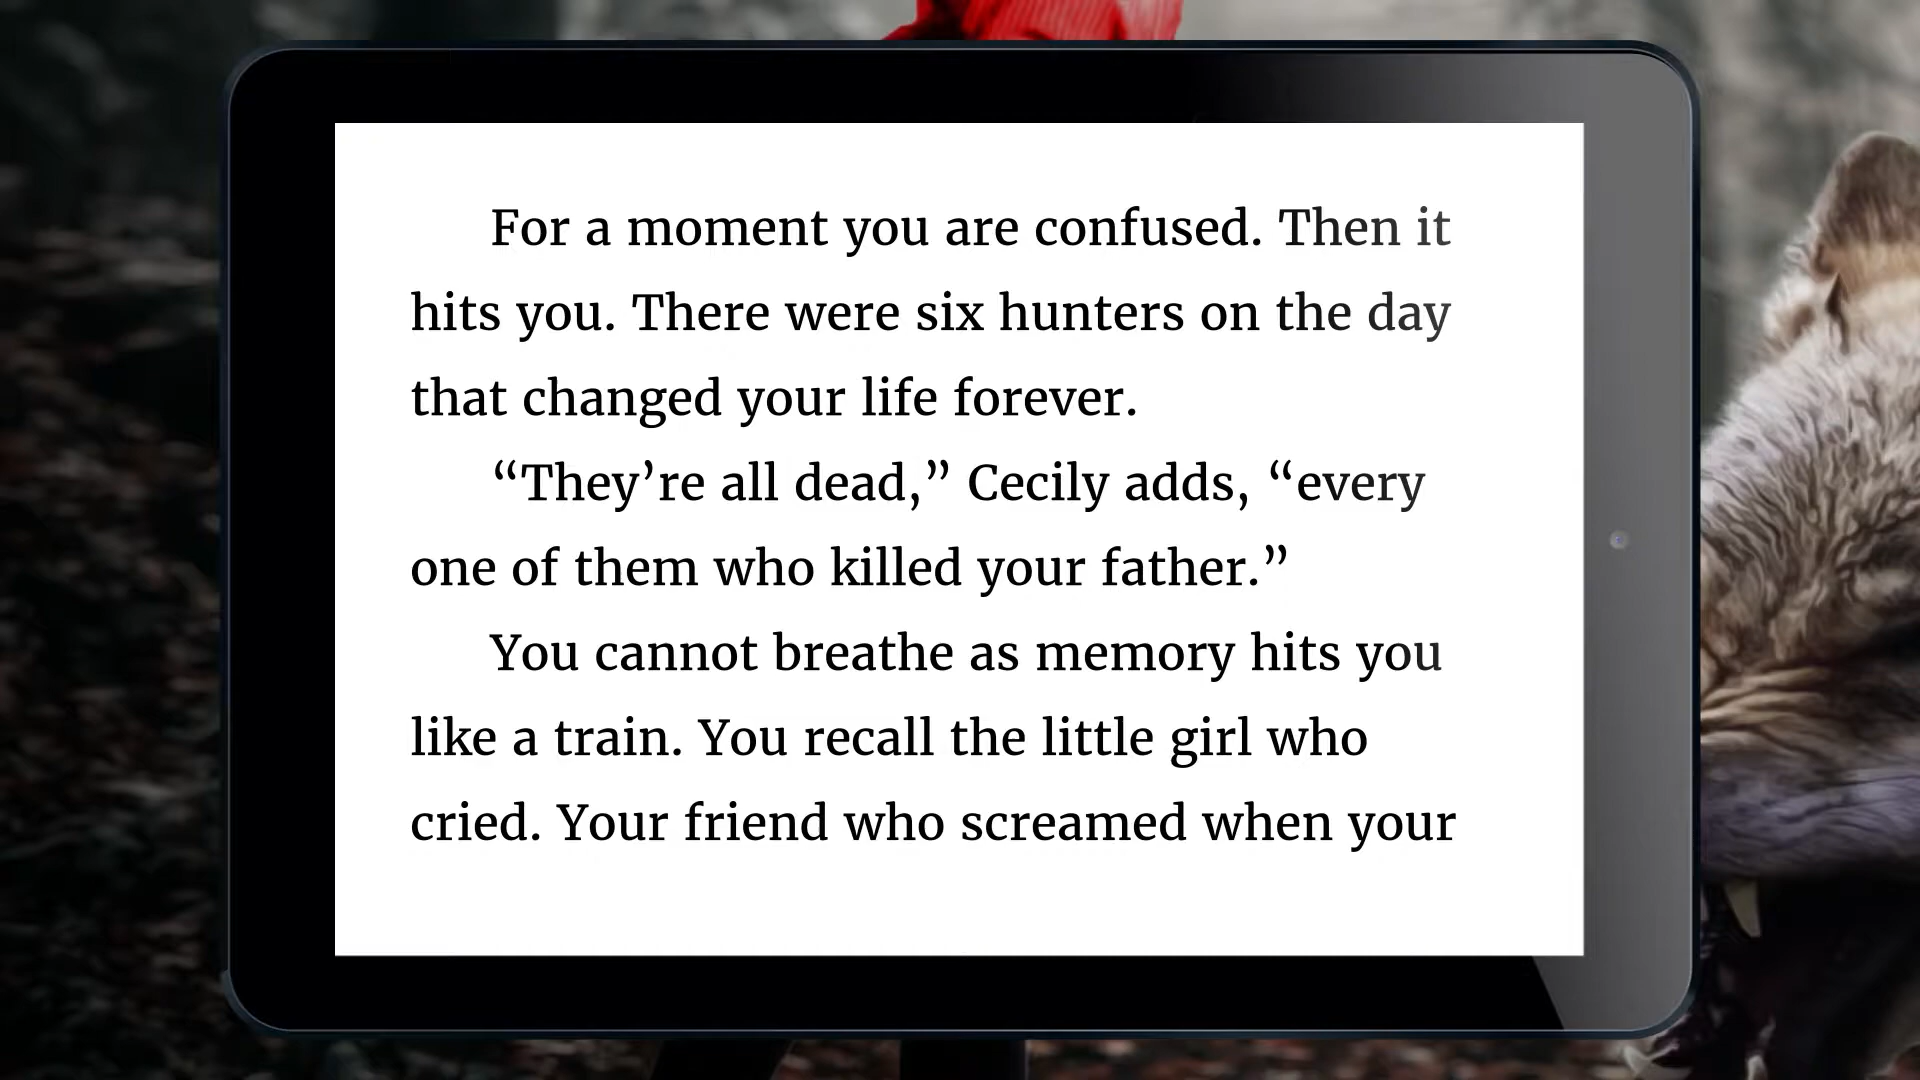 For a moment you are confused. Then it
hits you. There were six hunters on the day
that changed your life forever.
“They’re all dead,” Cecily adds, “every
one of them who killed your father.”
You cannot breathe as memory hits you
like a train. You recall the little girl who
cried. Your friend who screamed when your